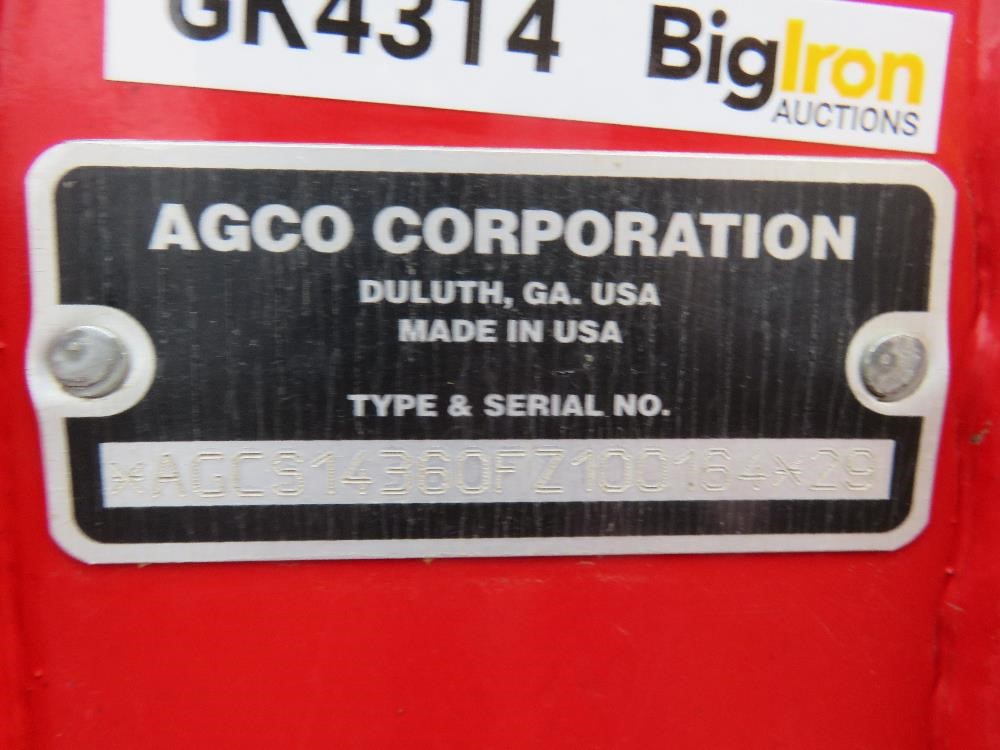 GK4314 BigIron
AUCTIONS
AGCO CORPORATION
DULUTH, GA. USA
MADE IN USA
TYPE & SERIAL NO.
*AGCS14360FZ100164*29